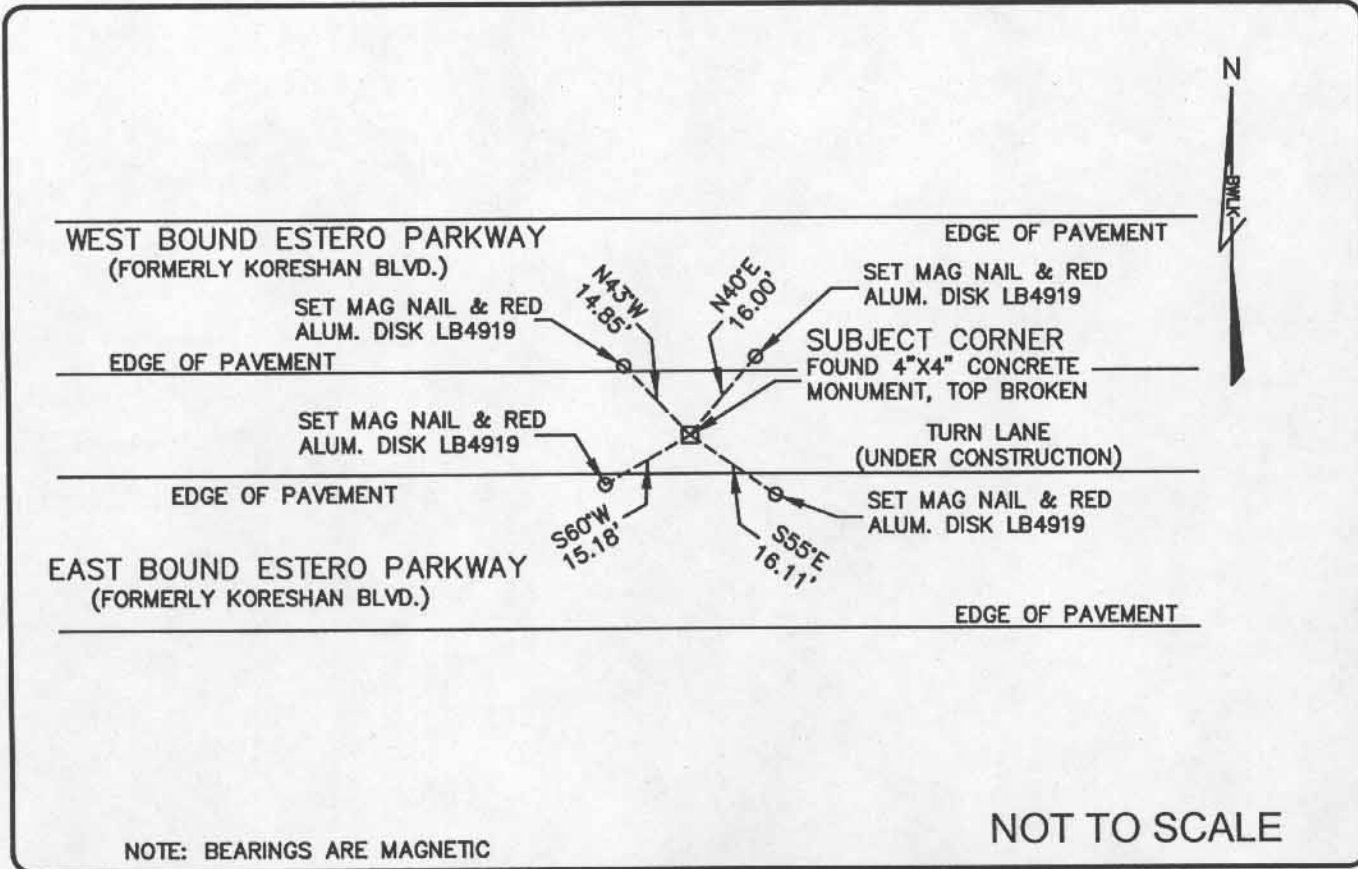 N
BWLK
WEST BOUND ESTERO PARKWAY
(FORMERLY KORESHAN BLVD.)
EDGE OF PAVEMENT
SET MAG NAIL & RED
ALUM. DISK LB4919
N43°W
14.85'
N40°E
16.00'
SET MAG NAIL & RED
ALUM. DISK LB4919
EDGE OF PAVEMENT
SUBJECT CORNER
FOUND 4"X4" CONCRETE
MONUMENT, TOP BROKEN
SET MAG NAIL & RED
ALUM. DISK LB4919
TURN LANE
(UNDER CONSTRUCTION)
EDGE OF PAVEMENT
S60°W
15.18'
S55°E
16.11'
SET MAG NAIL & RED
ALUM. DISK LB4919
EAST BOUND ESTERO PARKWAY
(FORMERLY KORESHAN BLVD.)
EDGE OF PAVEMENT
NOTE: BEARINGS ARE MAGNETIC
NOT TO SCALE